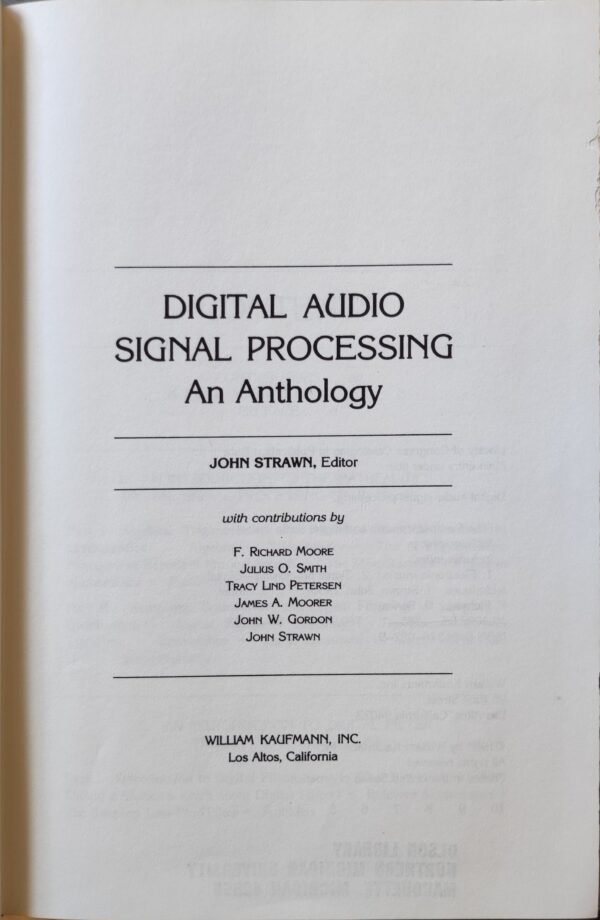 DIGITAL AUDIO
SIGNAL PROCESSING
An Anthology
JOHN STRAWN, Editor
with contributions by
F. RICHARD MOORE
JULIUS O. SMITH
TRACY LIND PETERSEN
JAMES A. MOORER
JOHN W. GORDON
JOHN STRAWN
WILLIAM KAUFMANN, INC.
Los Altos, California